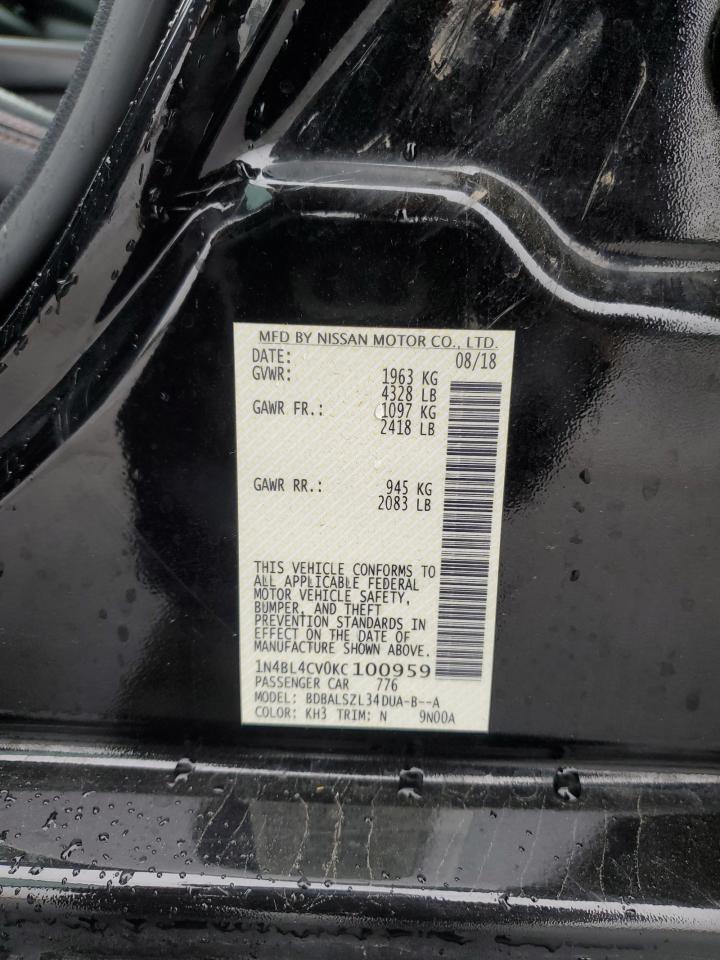 MFD BY NISSAN MOTOR CO., LTD.
DATE: 08/18
GVWR: 1963 KG
4328 LB
GAWR FR.: 1097 KG
2418 LB
GAWR RR.: 945 KG
2083 LB
THIS VEHICLE CONFORMS TO
ALL APPLICABLE FEDERAL
MOTOR VEHICLE SAFETY,
BUMPER, AND THEFT
PREVENTION STANDARDS IN
EFFECT ON THE DATE OF
MANUFACTURE SHOWN ABOVE.
1N4BL4CV0KC100959
PASSENGER CAR 776
MODEL: BDBALSZL34DUA-B--A
COLOR: KH3 TRIM: N 9N00A